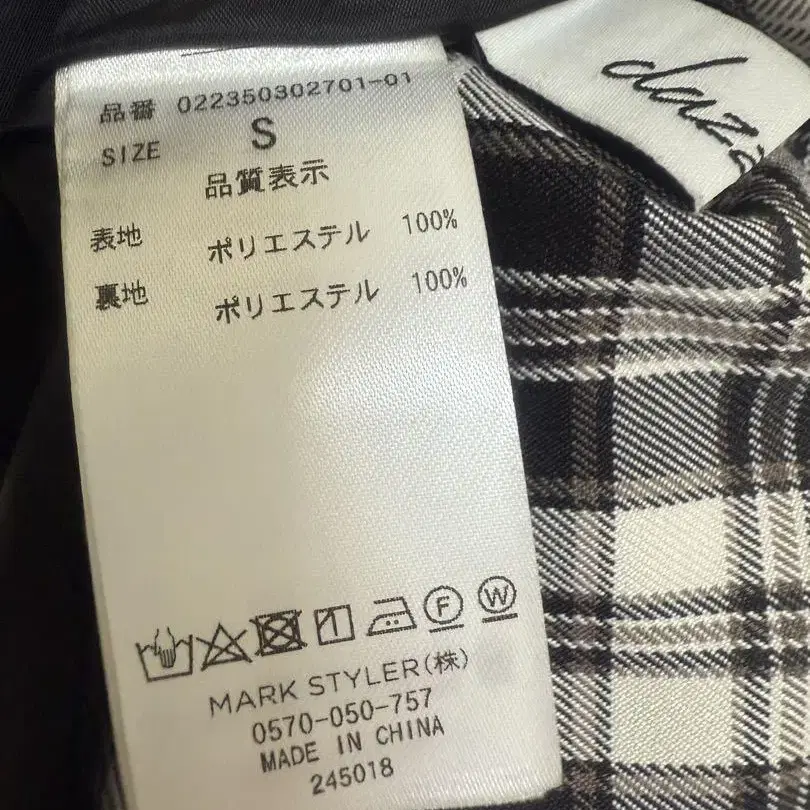 品番 022350302701-01
SIZE S
品質表示
表地 ポリエステル 100%
裏地 ポリエステル 100%
F W
MARK STYLER(株)
0570-050-757
MADE IN CHINA
245018